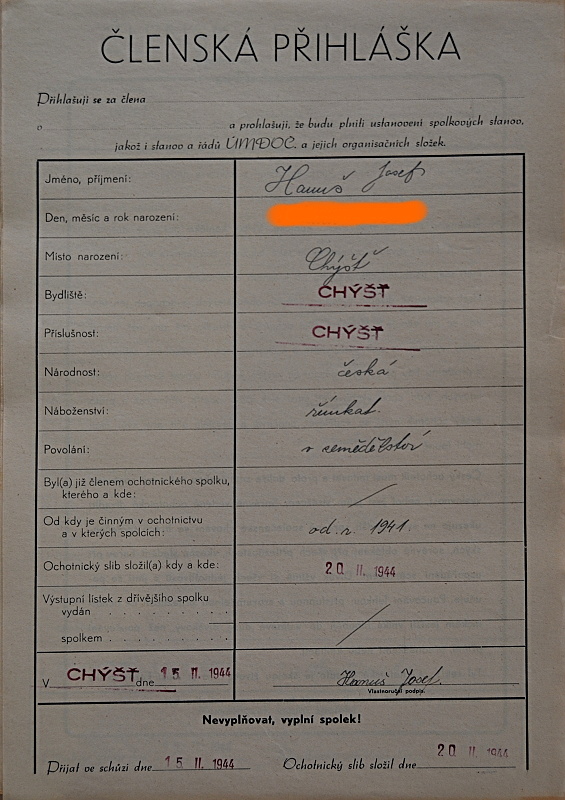 ČLENSKÁ PŘIHLÁŠKA
Přihlašuji se za člena
v a prohlašuji, že budu plniti ustanovení spolkových stanov,
jakož i stanov a řádů ÚMDOČ. a jejich organisačních složek.
Jméno, příjmení: Hanuš Josef
Den, měsíc a rok narození:
Místo narození: Chýšť
Bydliště: CHÝŠŤ
Příslušnost: CHÝŠŤ
Národnost: česká
Náboženství: římkat.
Povolání: v zemědělství
Byl(a) již členem ochotnického spolku,
kterého a kde: /
Od kdy je činným v ochotnictvu
a v kterých spolcích: od. r. 1941
Ochotnický slib složil(a) kdy a kde: 20 II. 1944
Výstupní lístek z dřívějšího spolku
vydán . . . . . . . . .
spolkem . . . . . . . . /
V CHÝŠŤ dne 15 II. 1944 Hanuš Josef.
Vlastnoruční podpis.
Nevyplňovat, vyplní spolek!
Přijat ve schůzi dne 15 II. 1944 Ochotnický slib složil dne 20 II. 1944